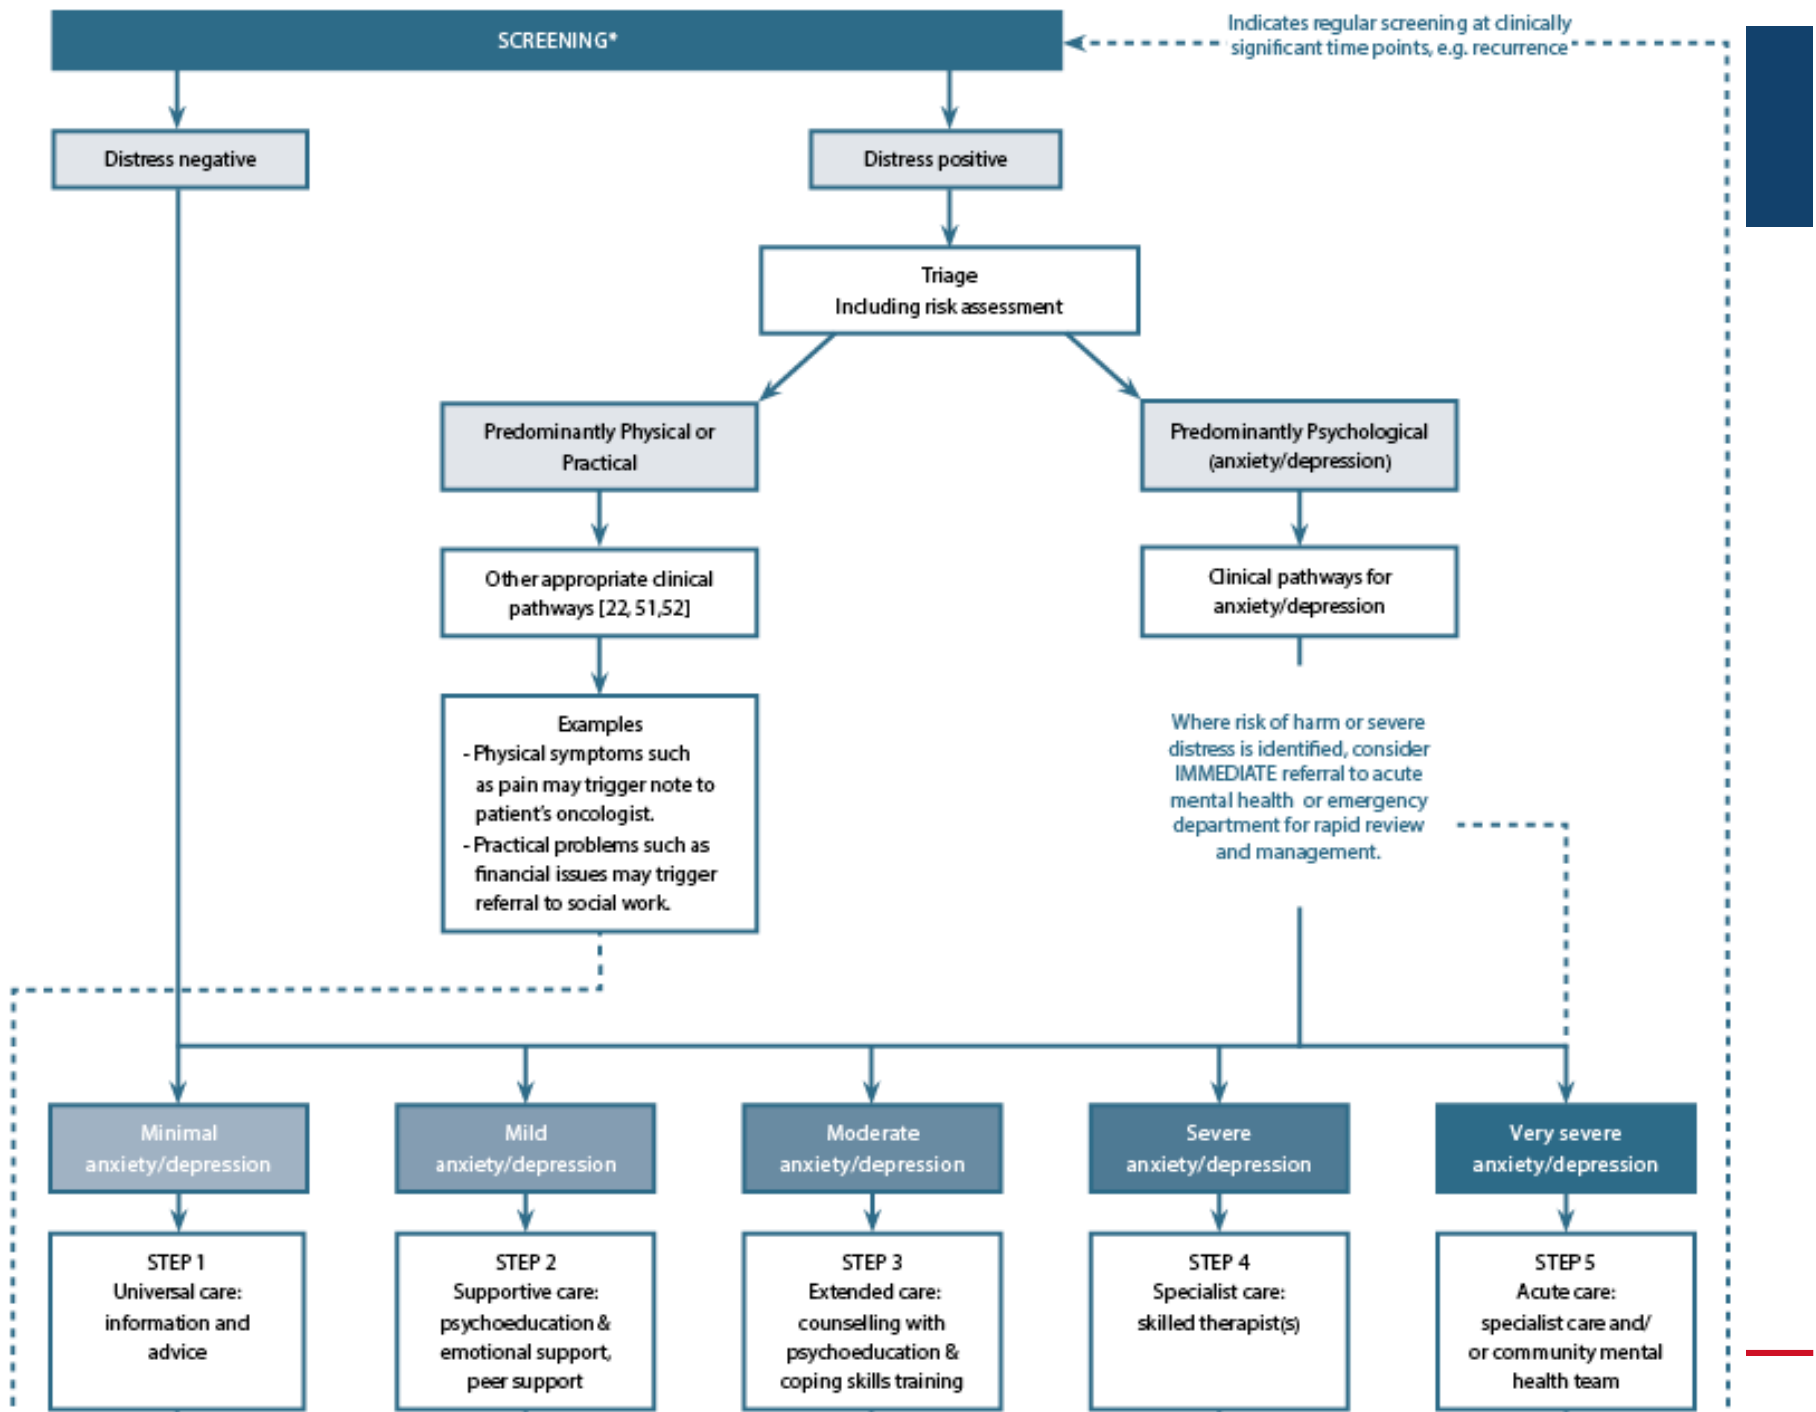 SCREENING*
Indicates regular screening at clinically
significant time points, e.g. recurrence
Distress negative
Distress positive
Triage
Including risk assessment
Predominantly Physical or
Practical
Predominantly Psychological
(anxiety/depression)
Other appropriate clinical
pathways [22, 51,52]
Clinical pathways for
anxiety/depression
Examples
- Physical symptoms such
as pain may trigger note to
patient's oncologist.
- Practical problems such as
financial issues may trigger
referral to social work.
Where risk of harm or severe
distress is identified, consider
IMMEDIATE referral to acute
mental health or emergency
department for rapid review
and management.
Minimal
anxiety/depression
Mild
anxiety/depression
Moderate
anxiety/depression
Severe
anxiety/depression
Very severe
anxiety/depression
STEP 1
Universal care:
information and
advice
STEP 2
Supportive care:
psychoeducation &
emotional support,
peer support
STEP 3
Extended care:
counselling with
psychoeducation &
coping skills training
STEP 4
Specialist care:
skilled therapist(s)
STEP 5
Acute care:
specialist care and/
or community mental
health team